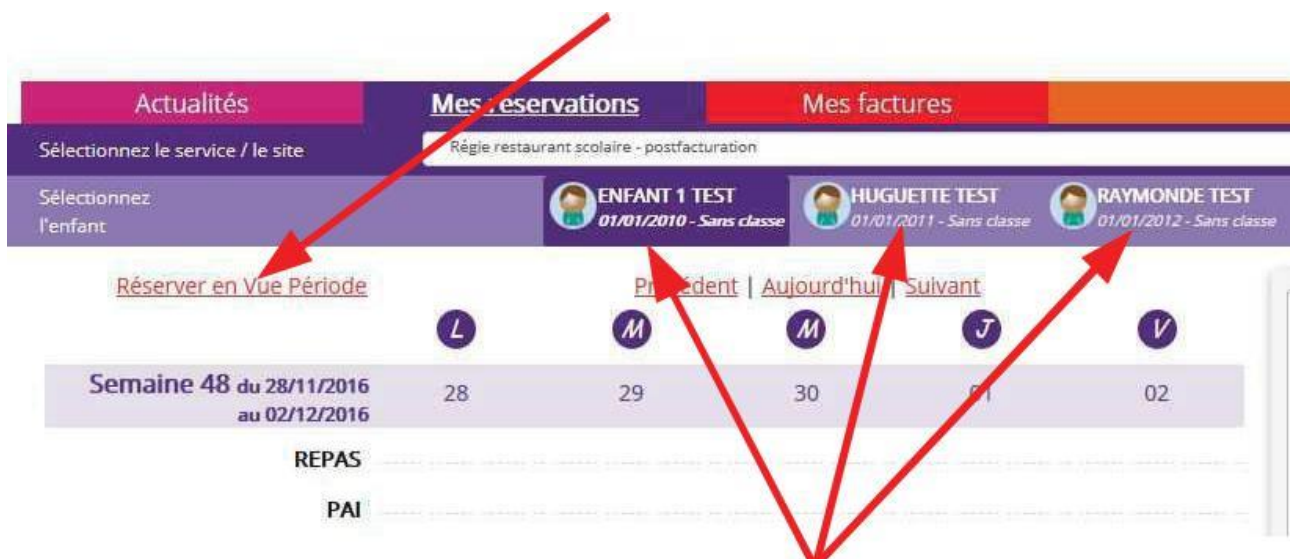 Actualités
Mes reservations
Mes factures
Sélectionnez le service / le site
Régie restaurant scolaire - postfacturation
Sélectionnez
l'enfant
ENFANT 1 TEST
01/01/2010 - Sans classe
HUGUETTE TEST
01/01/2011 - Sans classe
RAYMONDE TEST
01/01/2012 - Sans classe
Réserver en Vue Période
Précédent | Aujourd'hui | Suivant
L M M J V
Semaine 48 du 28/11/2016
au 02/12/2016
28 29 30 01 02
REPAS
PAI